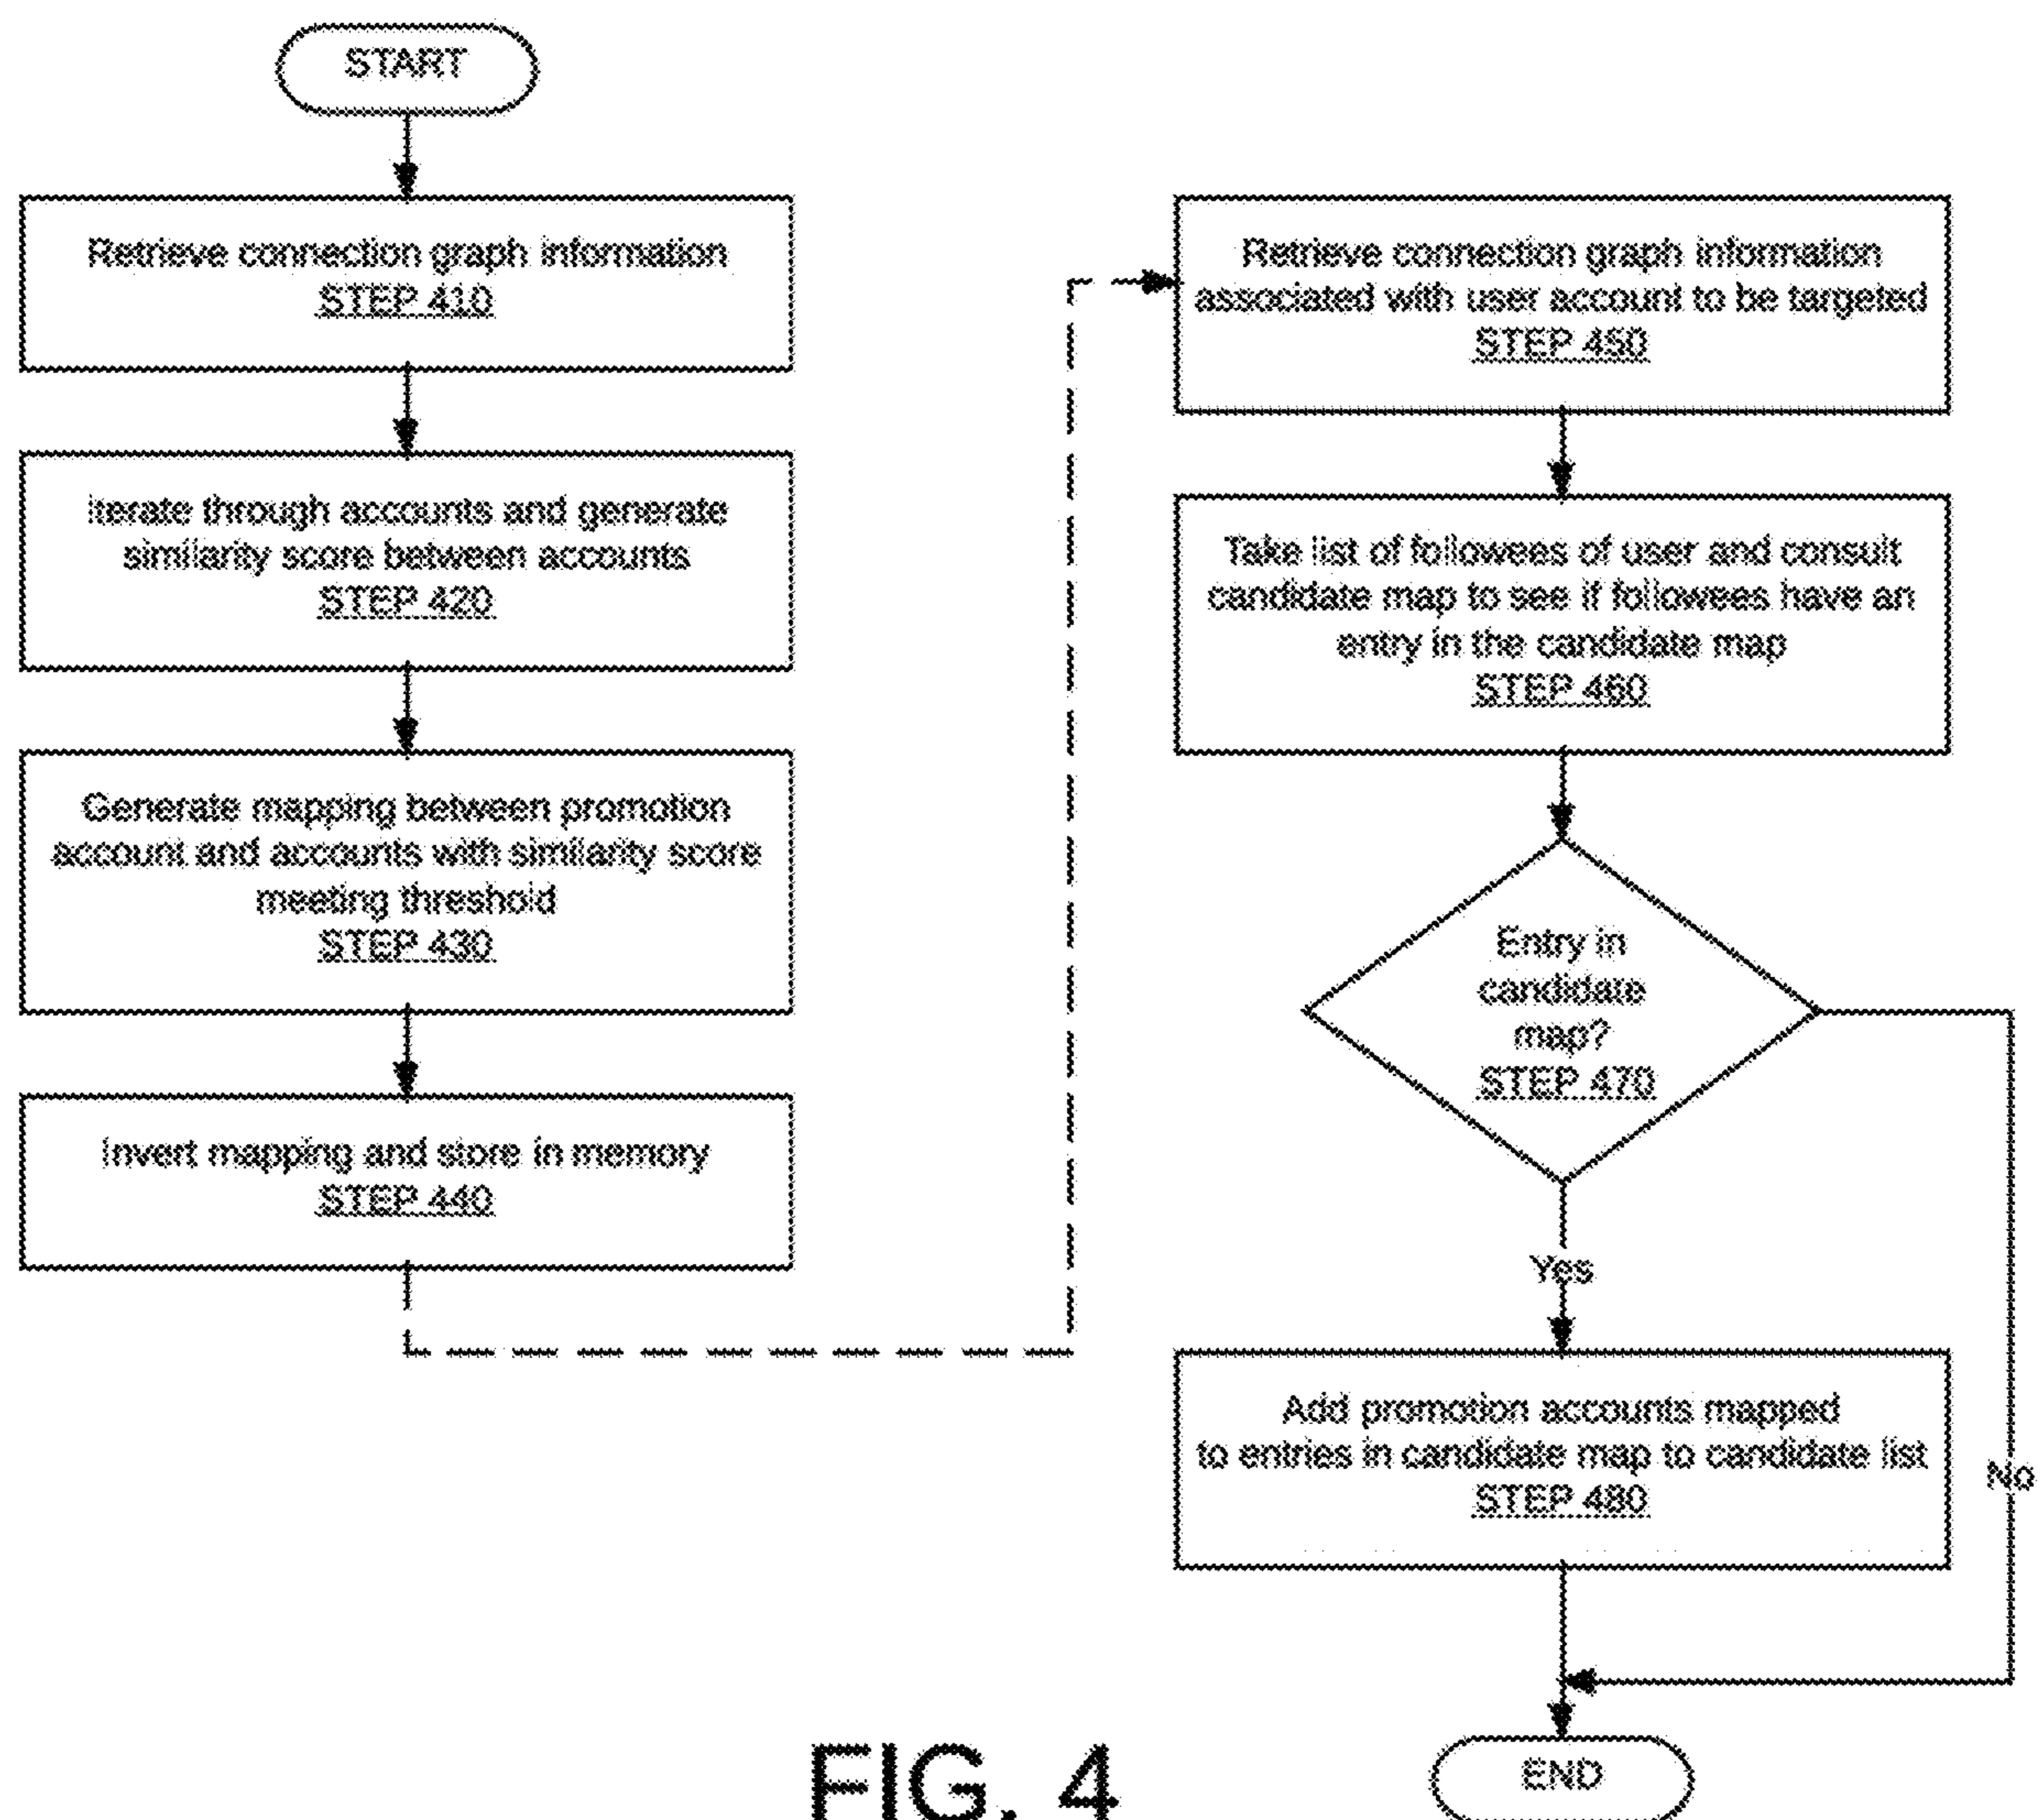 START
Retrieve connection graph information
STEP 410
Iterate through accounts and generate
similarity score between accounts
STEP 420
Generate mapping between promotion
account and accounts with similarity score
meeting threshold
STEP 430
Invert mapping and store in memory
STEP 440
Retrieve connection graph information
associated with user account to be targeted
STEP 450
Take list of followees of user and consult
candidate map to see if followees have an
entry in the candidate map
STEP 460
Entry in
candidate
map?
STEP 470
Yes
Add promotion accounts mapped
to entries in candidate map to candidate list
STEP 480
No
END
FIG. 4